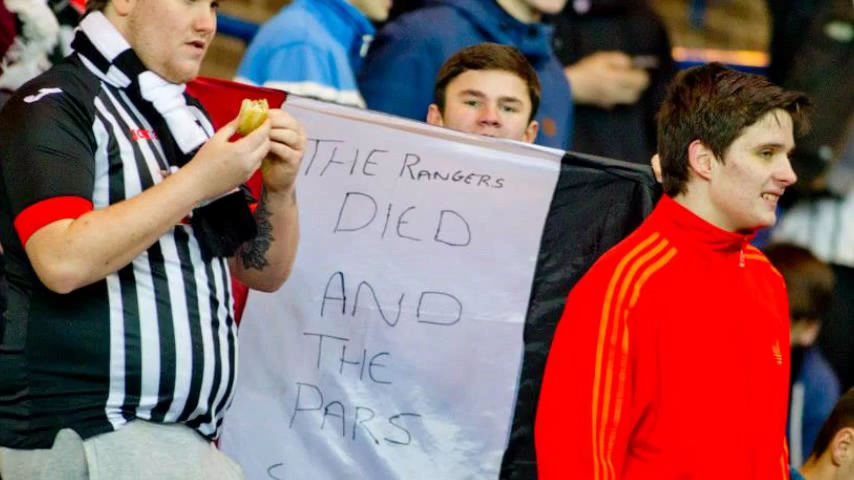 THE RANGERS
DIED
AND
THE
PARS